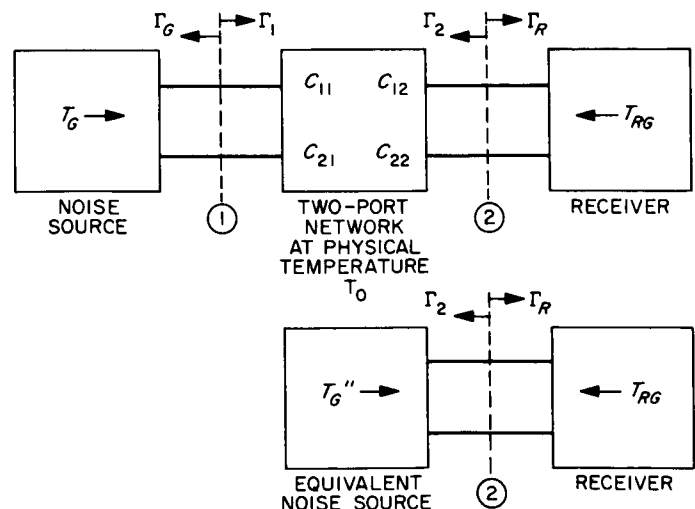 Γ_G Γ_1 Γ_2 Γ_R
T_G C_11 C_12 T_RG
C_21 C_22
NOISE
SOURCE
1
TWO-PORT
NETWORK
AT PHYSICAL
TEMPERATURE
T_0
2
RECEIVER
Γ_2 Γ_R
T_G'' T_RG
EQUIVALENT
NOISE SOURCE
2
RECEIVER